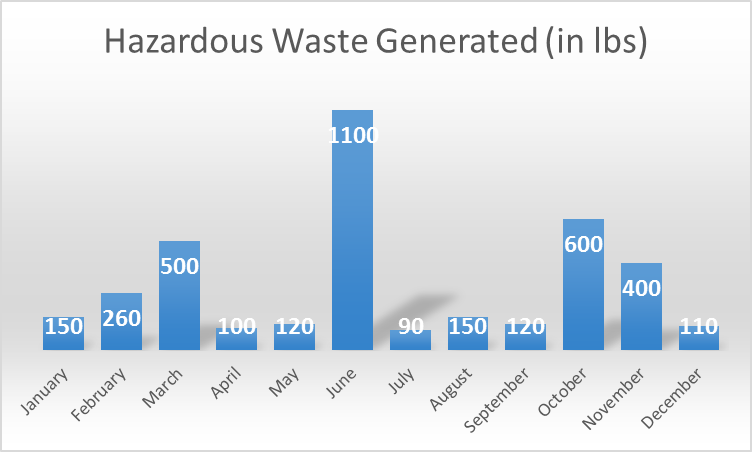 Hazardous Waste Generated (in lbs)
1100
600
500
400
260
150
100
120
90
150
120
110
January
February
March
April
May
June
July
August
September
October
November
December